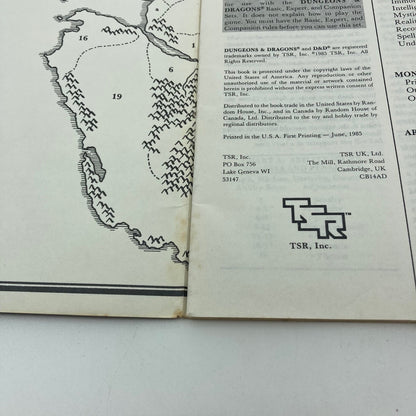 16
6
19
for use with the DUNGEONS &
DRAGONS® Basic, Expert, and Companion
Sets. It does not explain how to play the
game. You must have the Basic, Expert, and
Companion rules before you can use this set.
DUNGEONS & DRAGONS® and D&D® are registered
trademarks owned by TSR, Inc. ©1985 TSR, Inc. All
Rights Reserved.
This book is protected under the copyright laws of the
United States of America. Any reproduction or other
unauthorized use of the material or artwork contained
herein is prohibited without the express written consent of
TSR, Inc.
Distributed to the book trade in the United States by Ran-
dom House, Inc., and in Canada by Random House of
Canada, Ltd. Distributed to the toy and hobby trade by
regional distributors.
Printed in the U.S.A. First Printing — June, 1985
TSR, Inc.
PO Box 756
Lake Geneva WI
53147
TSR UK, Ltd.
The Mill, Rathmore Road
Cambridge, UK
CB14AD
TSR™
TSR, Inc.
Immo
Intell
Myst
Realit
Reco
MON
Pr
O